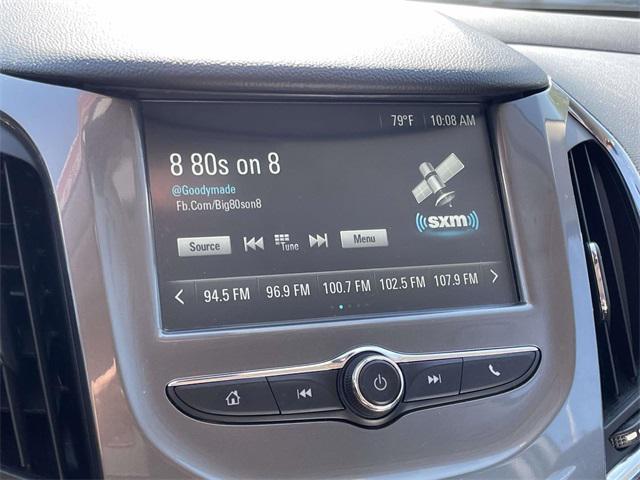 79°F 10:08 AM
8 80s on 8
@Goodymade
Fb.Com/Big80son8
sxm
Source Tune Menu
94.5 FM 96.9 FM 100.7 FM 102.5 FM 107.9 FM